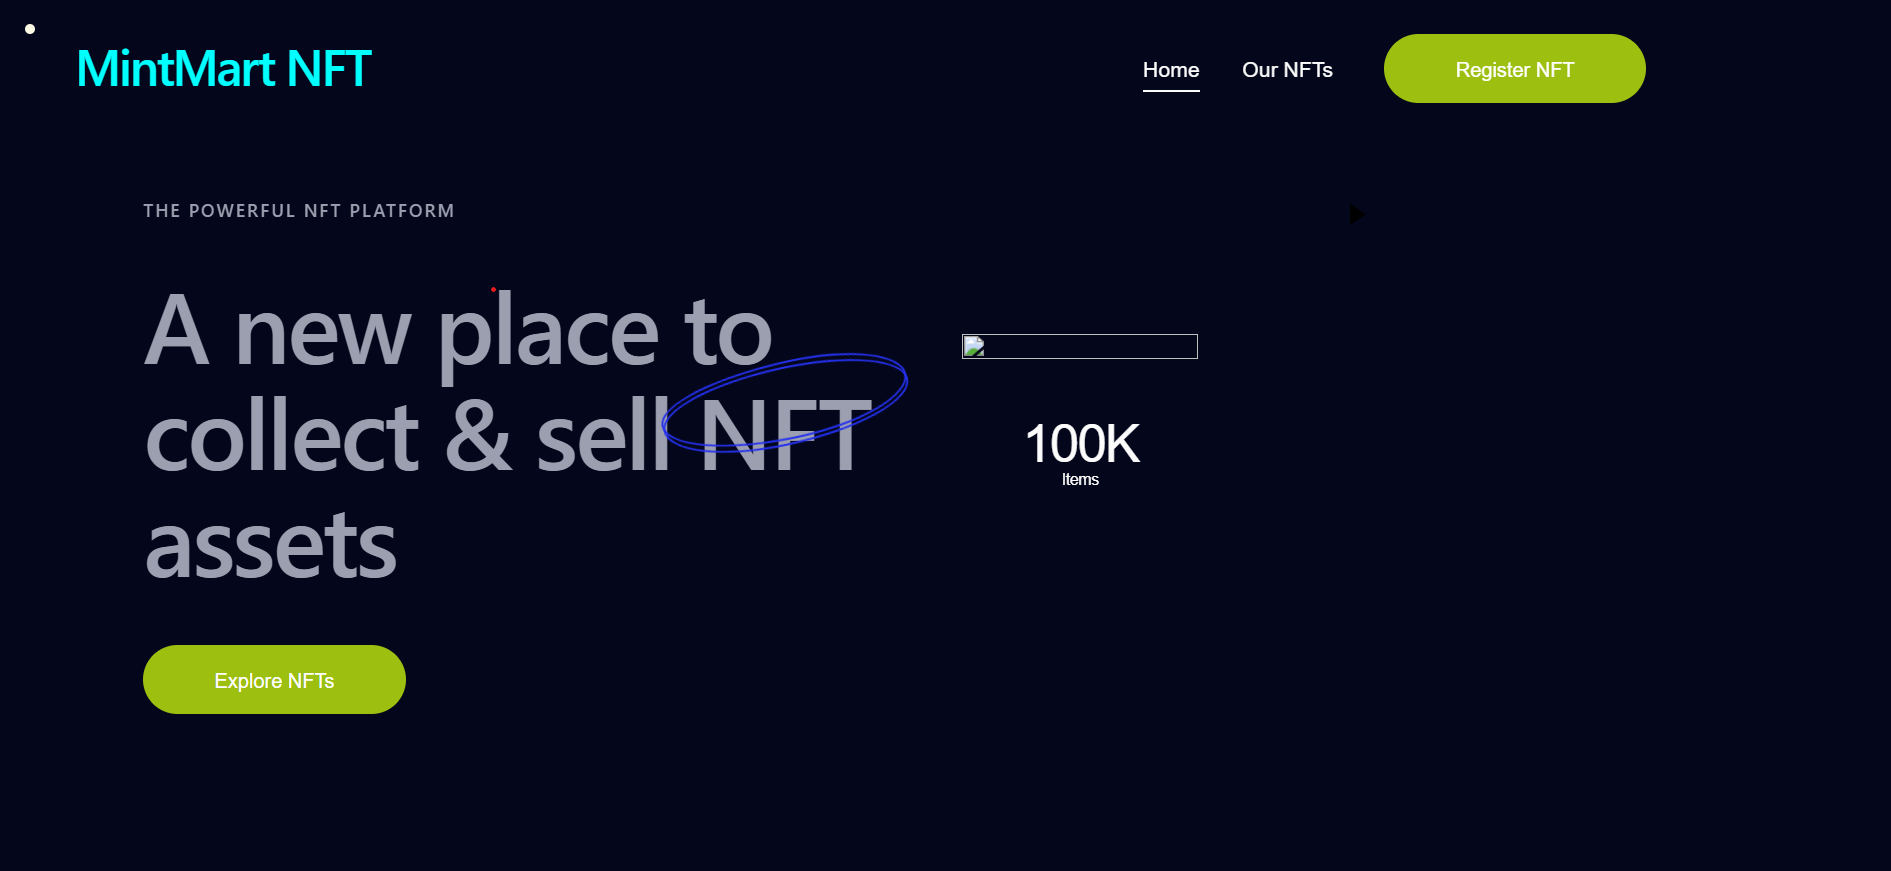 MintMart NFT
Home
Our NFTs
Register NFT
THE POWERFUL NFT PLATFORM
A new place to
collect & sell NFT
assets
100K
Items
Explore NFTs